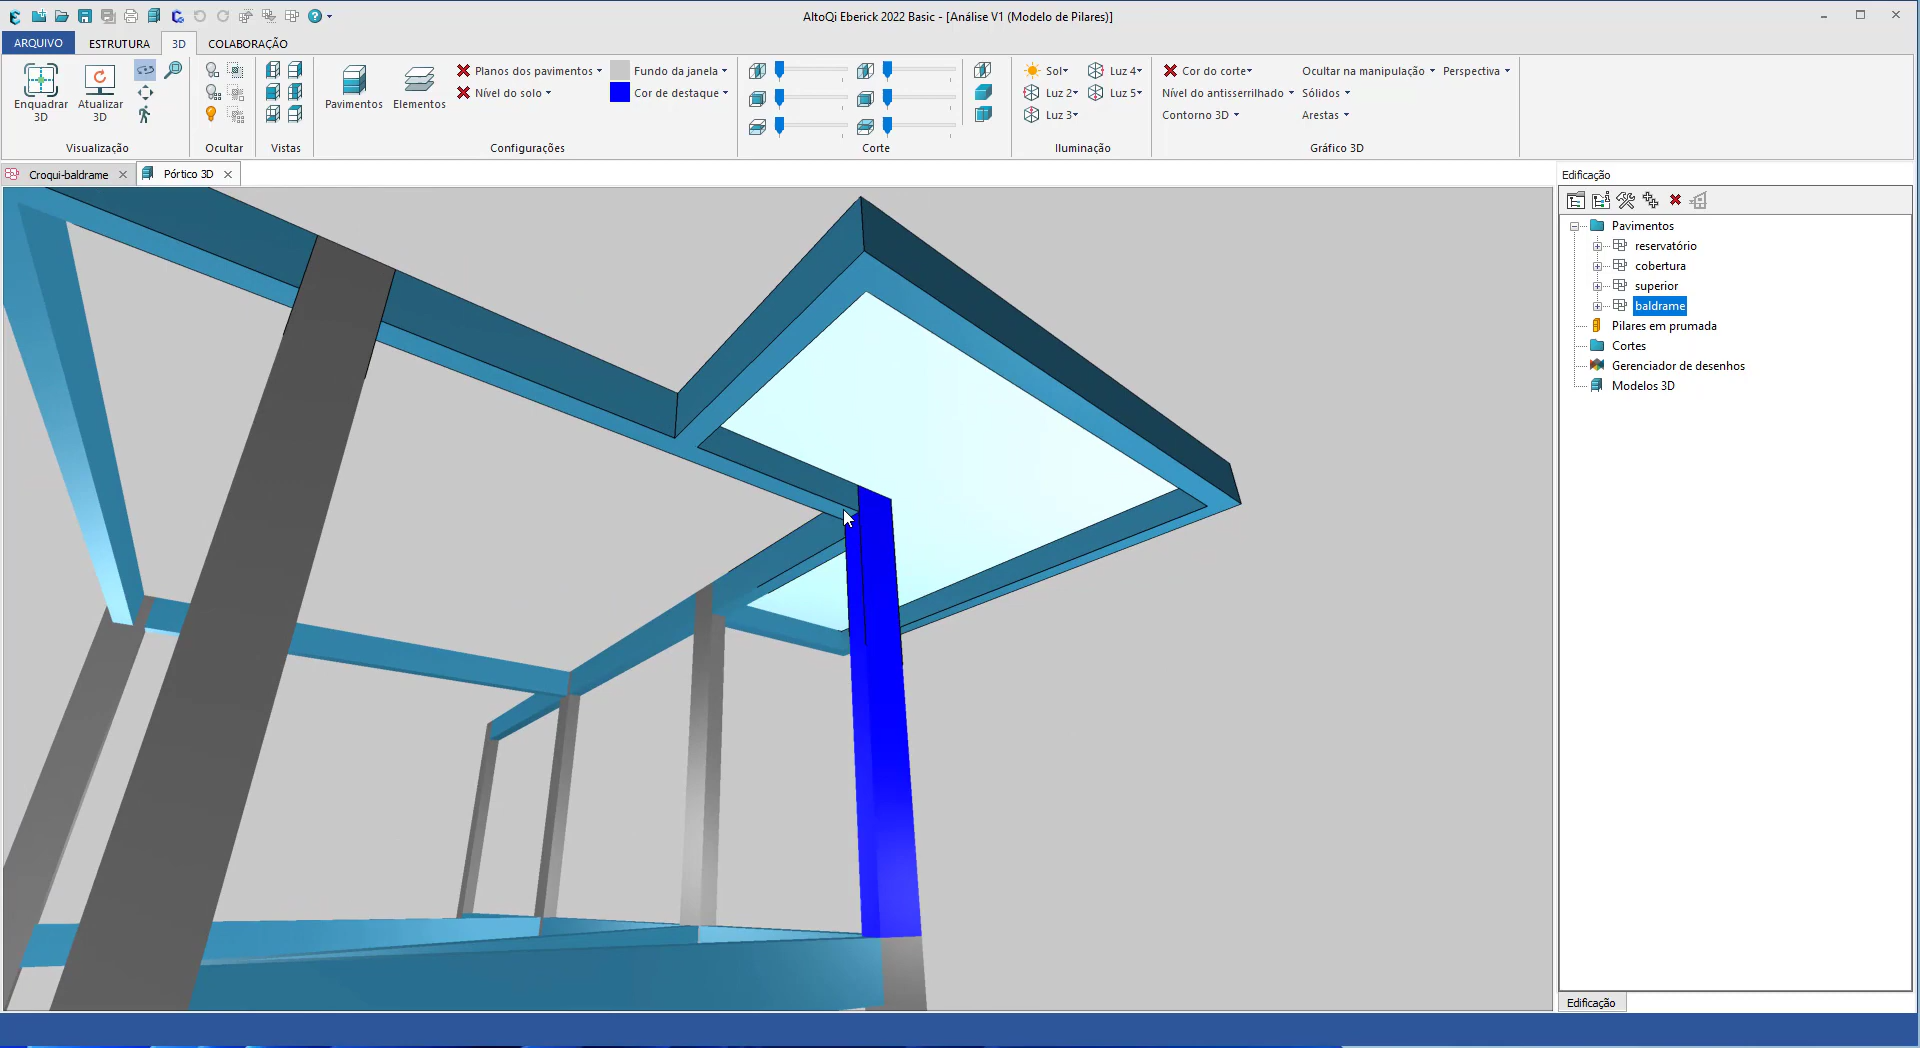 AltoQi Eberick 2022 Basic - [Análise V1 (Modelo de Pilares)]
ARQUIVO ESTRUTURA 3D COLABORAÇÃO
Enquadrar 3D
Atualizar 3D
Visualização
Ocultar
Vistas
Pavimentos
Elementos
Planos dos pavimentos
Nível do solo
Fundo da janela
Cor de destaque
Configurações
Corte
Sol
Luz 2
Luz 3
Luz 4
Luz 5
Iluminação
Cor do corte
Nível do antisserrilhado
Contorno 3D
Ocultar na manipulação
Sólidos
Arestas
Perspectiva
Gráfico 3D
Croqui-baldrame
Pórtico 3D
Edificação
Pavimentos
reservatório
cobertura
superior
baldrame
Pilares em prumada
Cortes
Gerenciador de desenhos
Modelos 3D
Edificação